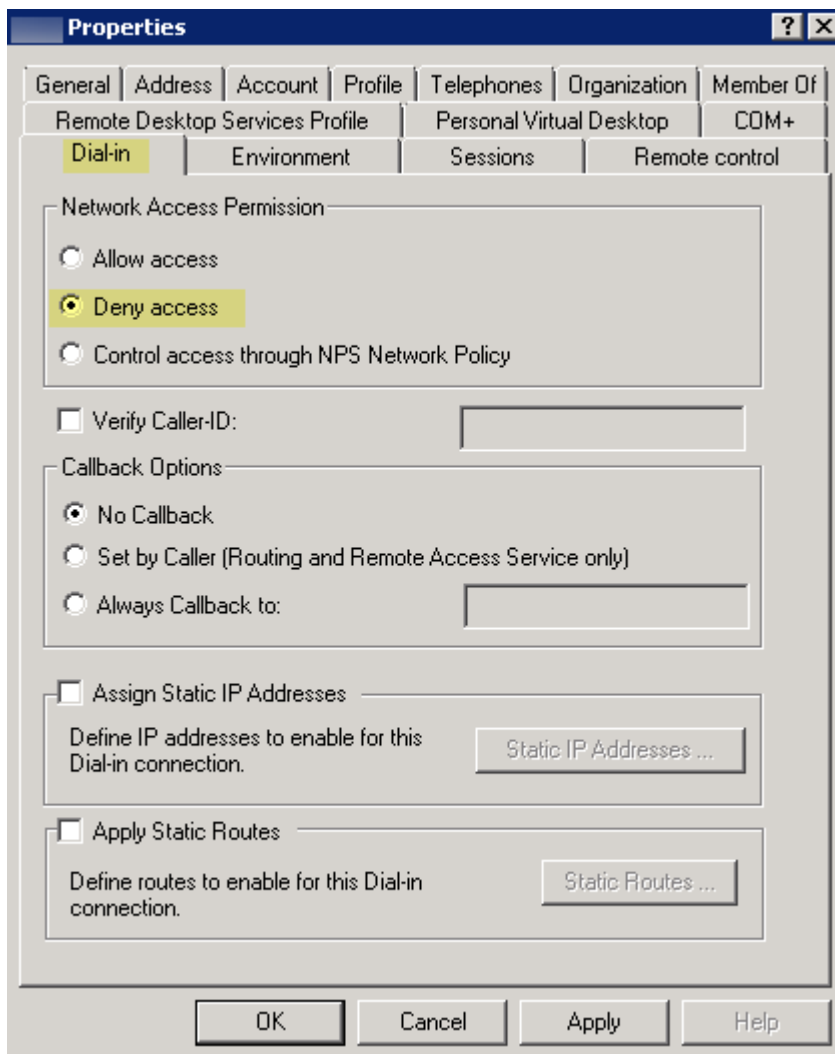 Properties
General Address Account Profile Telephones Organization Member Of
Remote Desktop Services Profile Personal Virtual Desktop COM+
Dial-in Environment Sessions Remote control
Network Access Permission
Allow access
Deny access
Control access through NPS Network Policy
Verify Caller-ID:
Callback Options
No Callback
Set by Caller (Routing and Remote Access Service only)
Always Callback to:
Assign Static IP Addresses
Define IP addresses to enable for this
Dial-in connection.
Static IP Addresses ...
Apply Static Routes
Define routes to enable for this Dial-in
connection.
Static Routes ...
OK Cancel Apply Help